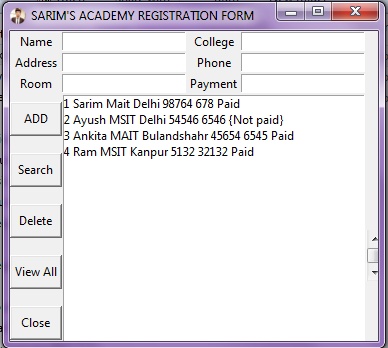 SARIM'S ACADEMY REGISTRATION FORM
Name College
Address Phone
Room Payment
ADD
Search
Delete
View All
Close
1 Sarim Mait Delhi 98764 678 Paid
2 Ayush MSIT Delhi 54546 6546 {Not paid}
3 Ankita MAIT Bulandshahr 45654 6545 Paid
4 Ram MSIT Kanpur 5132 32132 Paid